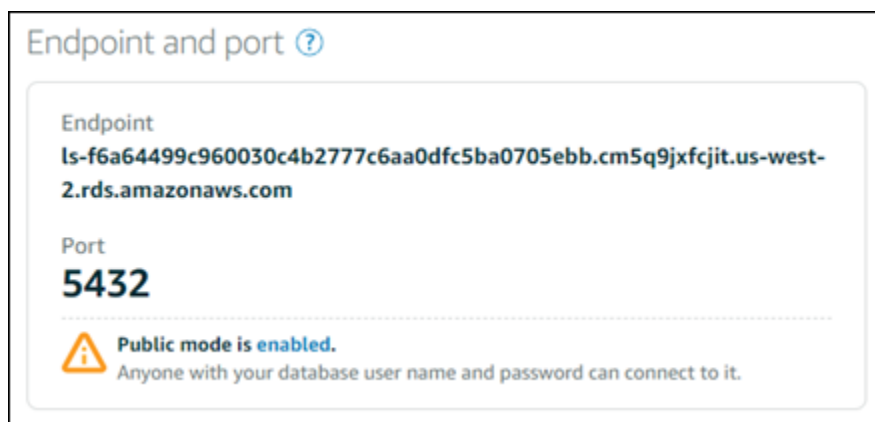 Endpoint and port ?
Endpoint
ls-f6a64499c960030c4b2777c6aa0dfc5ba0705ebb.cm5q9jxfcjit.us-west-
2.rds.amazonaws.com
Port
5432
Public mode is enabled.
Anyone with your database user name and password can connect to it.